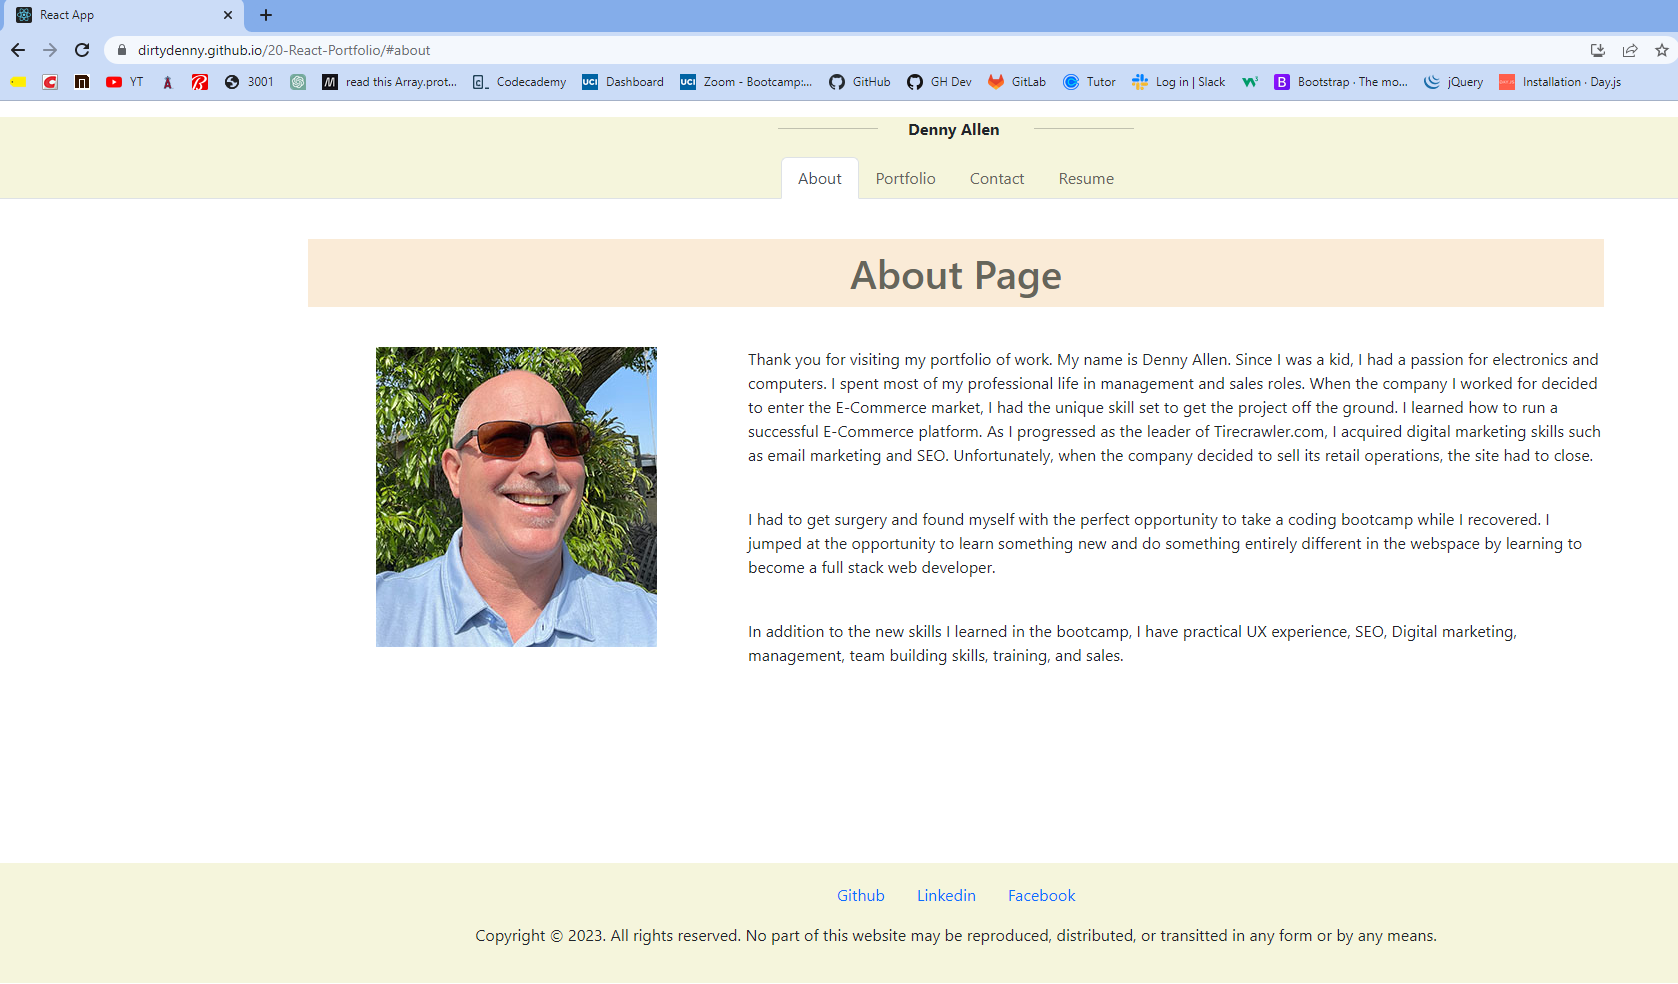 React App
dirtydenny.github.io/20-React-Portfolio/#about
YT
3001
read this Array.prot...
Codecademy
UCI Dashboard
UCI Zoom - Bootcamp:...
GitHub
GH Dev
GitLab
Tutor
Log in | Slack
B Bootstrap · The mo...
jQuery
Installation · Day.js
Denny Allen
About Portfolio Contact Resume
About Page
Thank you for visiting my portfolio of work. My name is Denny Allen. Since I was a kid, I had a passion for electronics and
computers. I spent most of my professional life in management and sales roles. When the company I worked for decided
to enter the E-Commerce market, I had the unique skill set to get the project off the ground. I learned how to run a
successful E-Commerce platform. As I progressed as the leader of Tirecrawler.com, I acquired digital marketing skills such
as email marketing and SEO. Unfortunately, when the company decided to sell its retail operations, the site had to close.
I had to get surgery and found myself with the perfect opportunity to take a coding bootcamp while I recovered. I
jumped at the opportunity to learn something new and do something entirely different in the webspace by learning to
become a full stack web developer.
In addition to the new skills I learned in the bootcamp, I have practical UX experience, SEO, Digital marketing,
management, team building skills, training, and sales.
Github Linkedin Facebook
Copyright © 2023. All rights reserved. No part of this website may be reproduced, distributed, or transitted in any form or by any means.